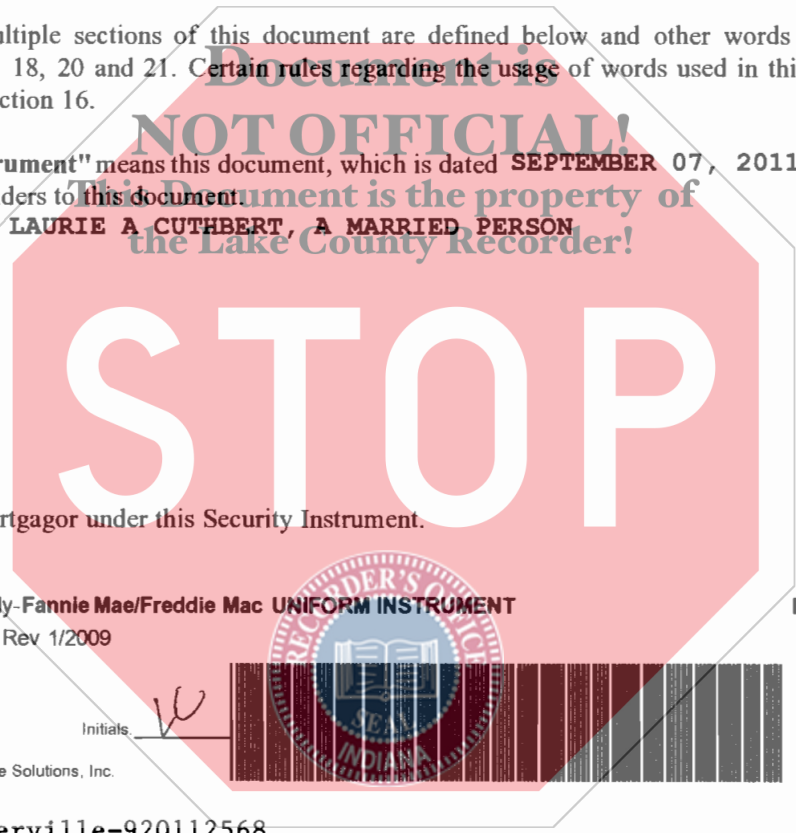 ultiple sections of this document are defined below and other words
Document is
18, 20 and 21. Certain rules regarding the usage of words used in thi
ction 16.
NOT OFFICIAL!
rument" means this document, which is dated SEPTEMBER 07, 2011
ders to this document.
This Document is the property of
LAURIE A CUTHBERT, A MARRIED PERSON
the Lake County Recorder!
STOP
rtgagor under this Security Instrument.
ly-Fannie Mae/Freddie Mac UNIFORM INSTRUMENT
Rev 1/2009
RECORDER'S OFFICE
SEAL
INDIANA
Initials
e Solutions, Inc.
erville-920112568